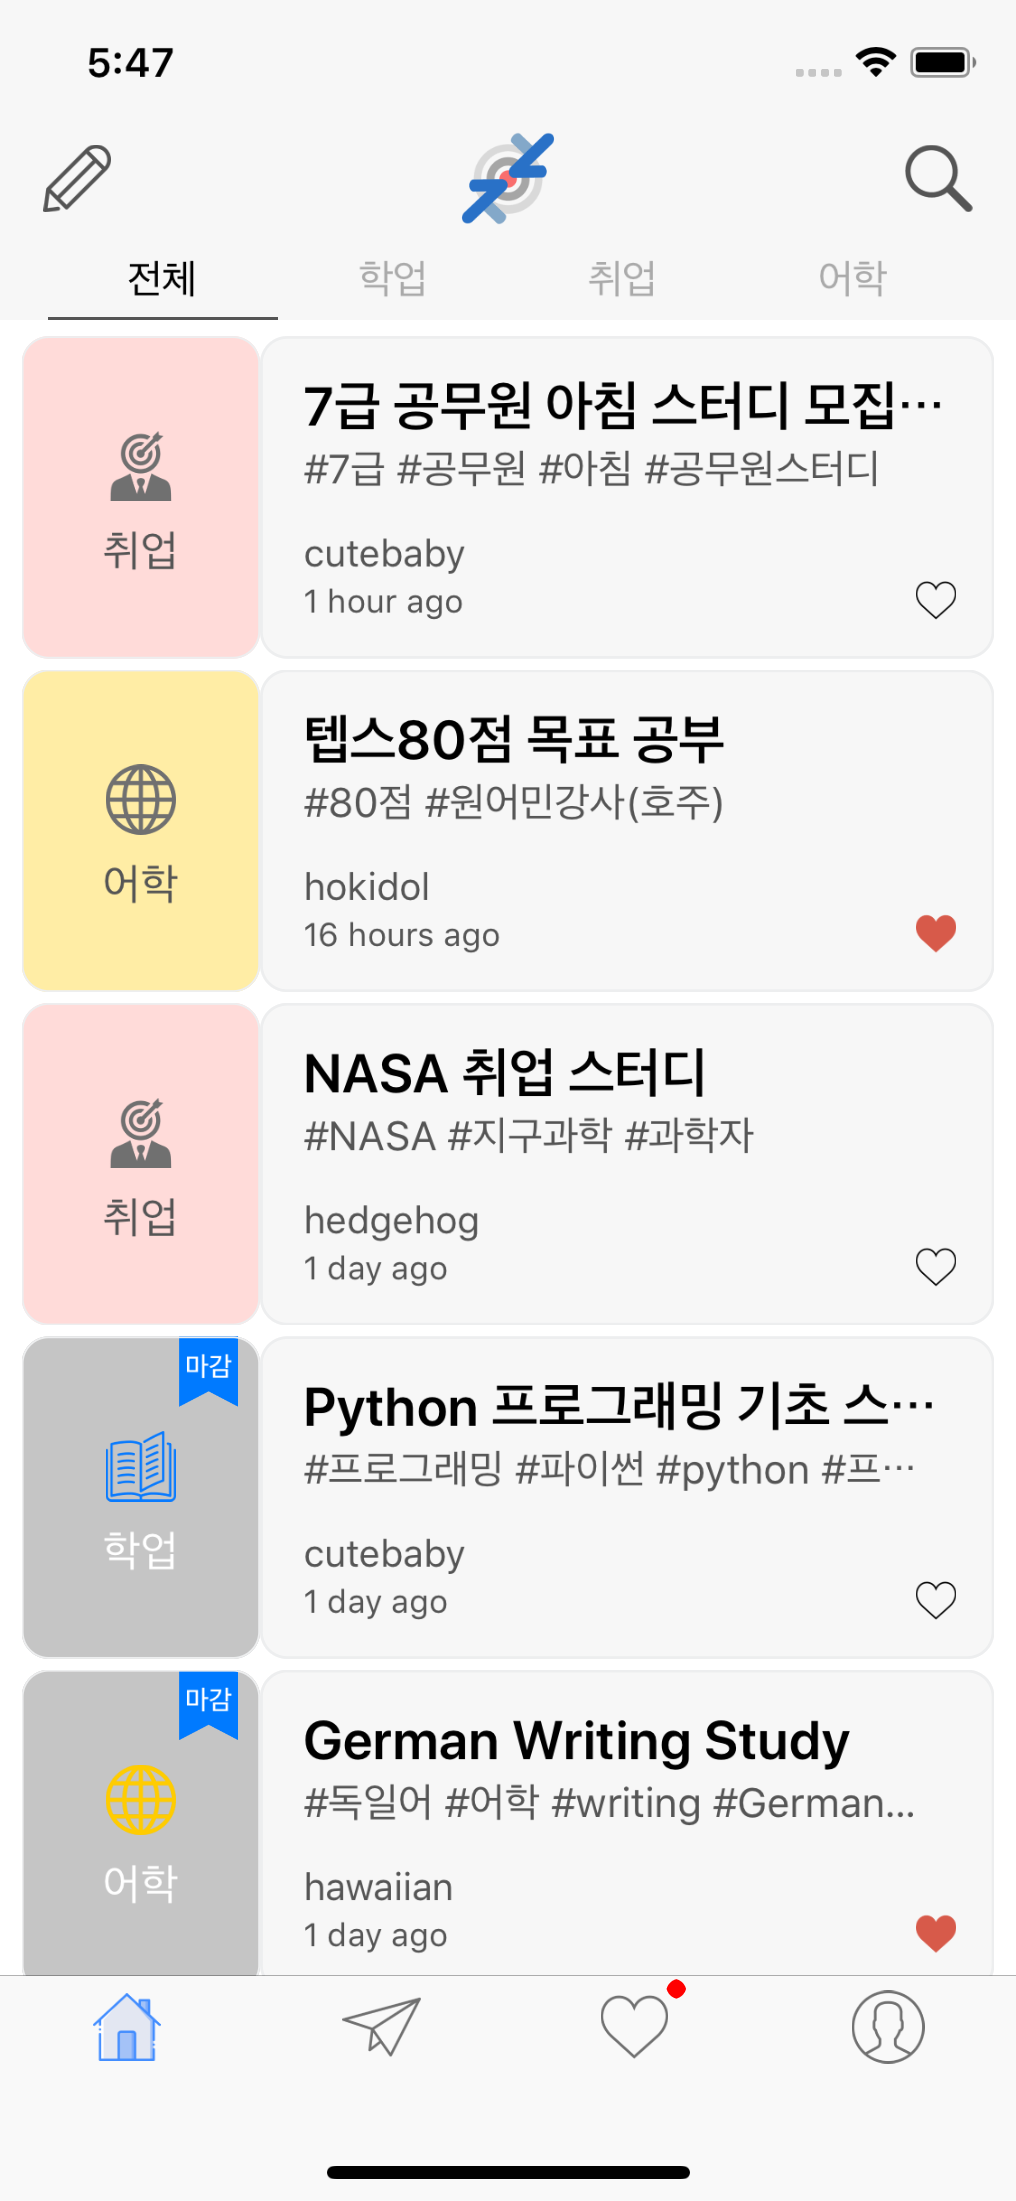 5:47
전체 학업 취업 어학
취업
7급 공무원 아침 스터디 모집…
#7급 #공무원 #아침 #공무원스터디
cutebaby
1 hour ago
어학
텝스80점 목표 공부
#80점 #원어민강사(호주)
hokidol
16 hours ago
취업
NASA 취업 스터디
#NASA #지구과학 #과학자
hedgehog
1 day ago
마감
학업
Python 프로그래밍 기초 스…
#프로그래밍 #파이썬 #python #프…
cutebaby
1 day ago
마감
어학
German Writing Study
#독일어 #어학 #writing #German...
hawaiian
1 day ago